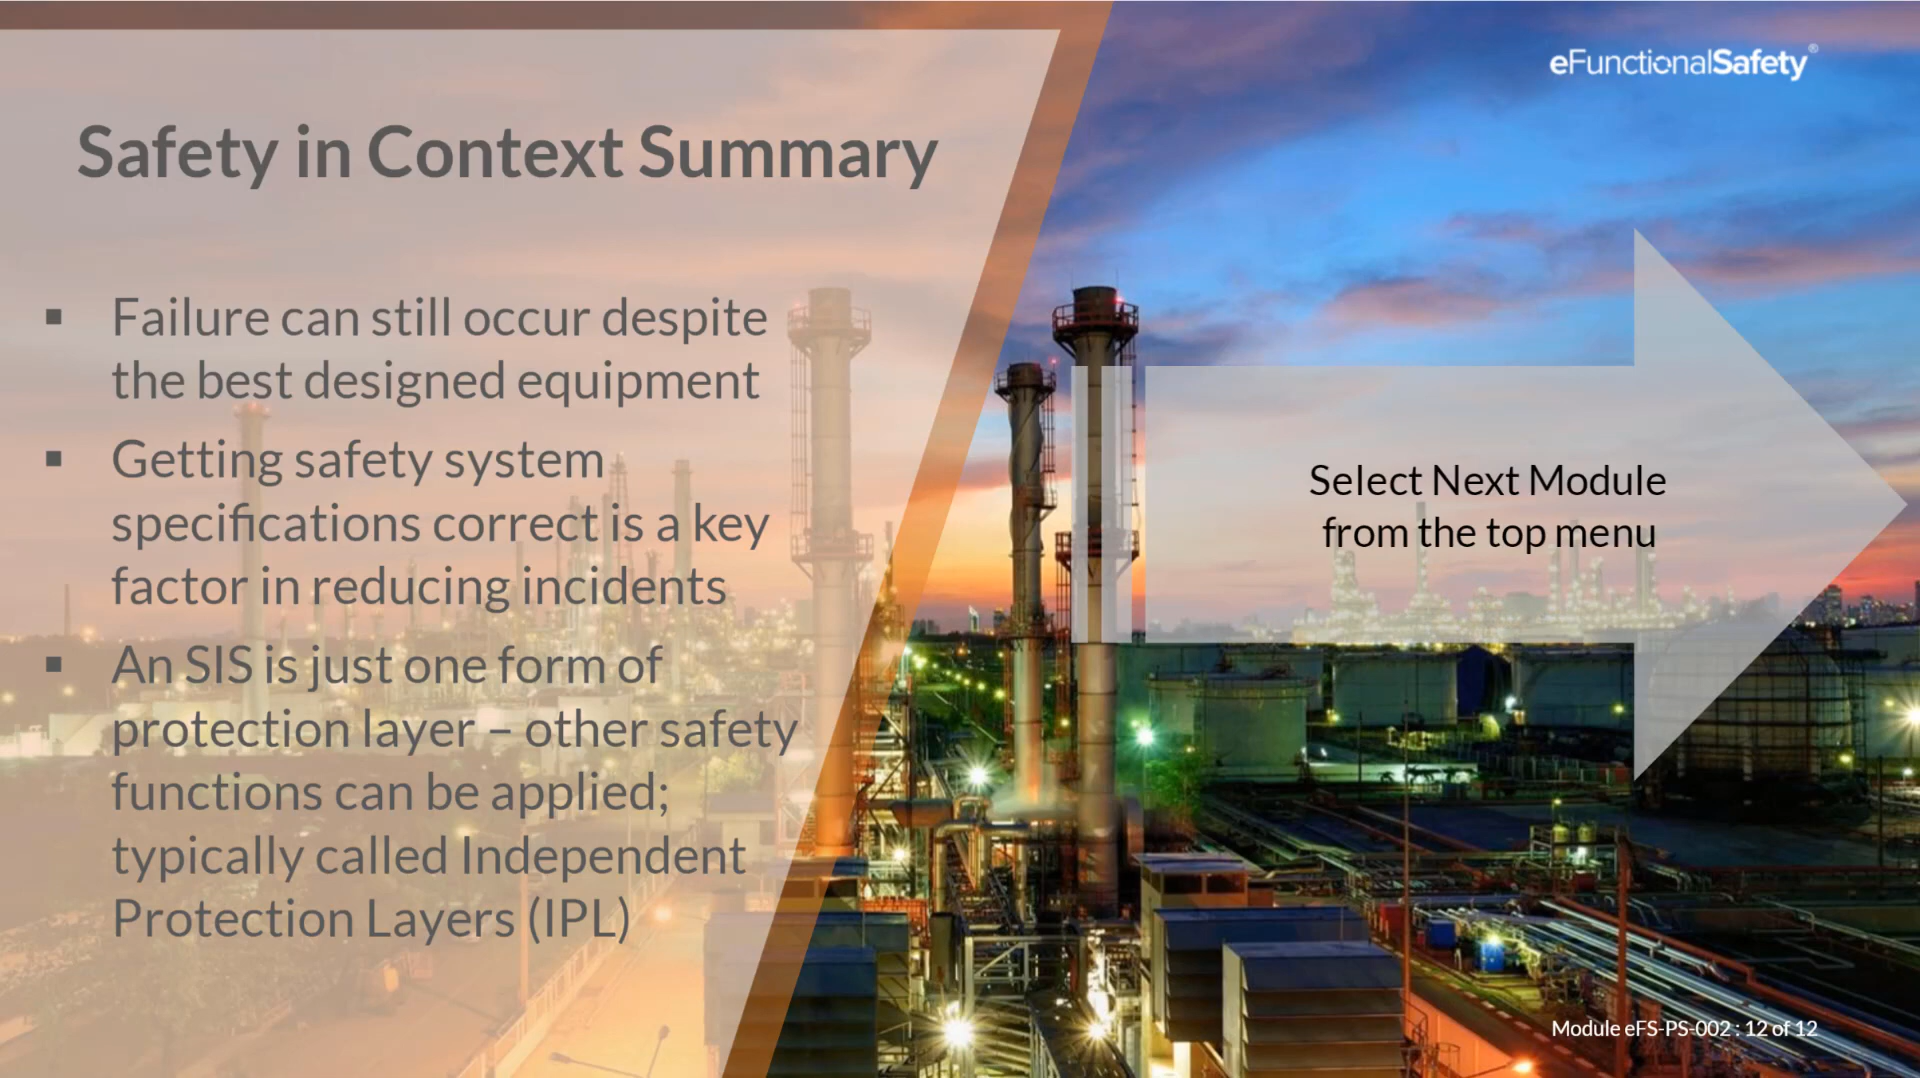 eFunctionalSafety®
Safety in Context Summary
▪ Failure can still occur despite
the best designed equipment
▪ Getting safety system
specifications correct is a key
factor in reducing incidents
▪ An SIS is just one form of
protection layer – other safety
functions can be applied;
typically called Independent
Protection Layers (IPL)
Select Next Module
from the top menu
Module eFS-PS-002 : 12 of 12